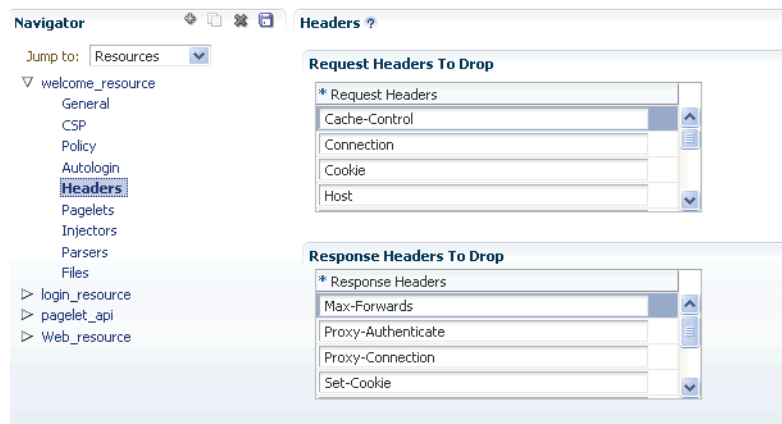 Navigator
Jump to: Resources
welcome_resource
General
CSP
Policy
Autologin
Headers
Pagelets
Injectors
Parsers
Files
login_resource
pagelet_api
Web_resource
Headers ?
Request Headers To Drop
* Request Headers
Cache-Control
Connection
Cookie
Host
Response Headers To Drop
* Response Headers
Max-Forwards
Proxy-Authenticate
Proxy-Connection
Set-Cookie